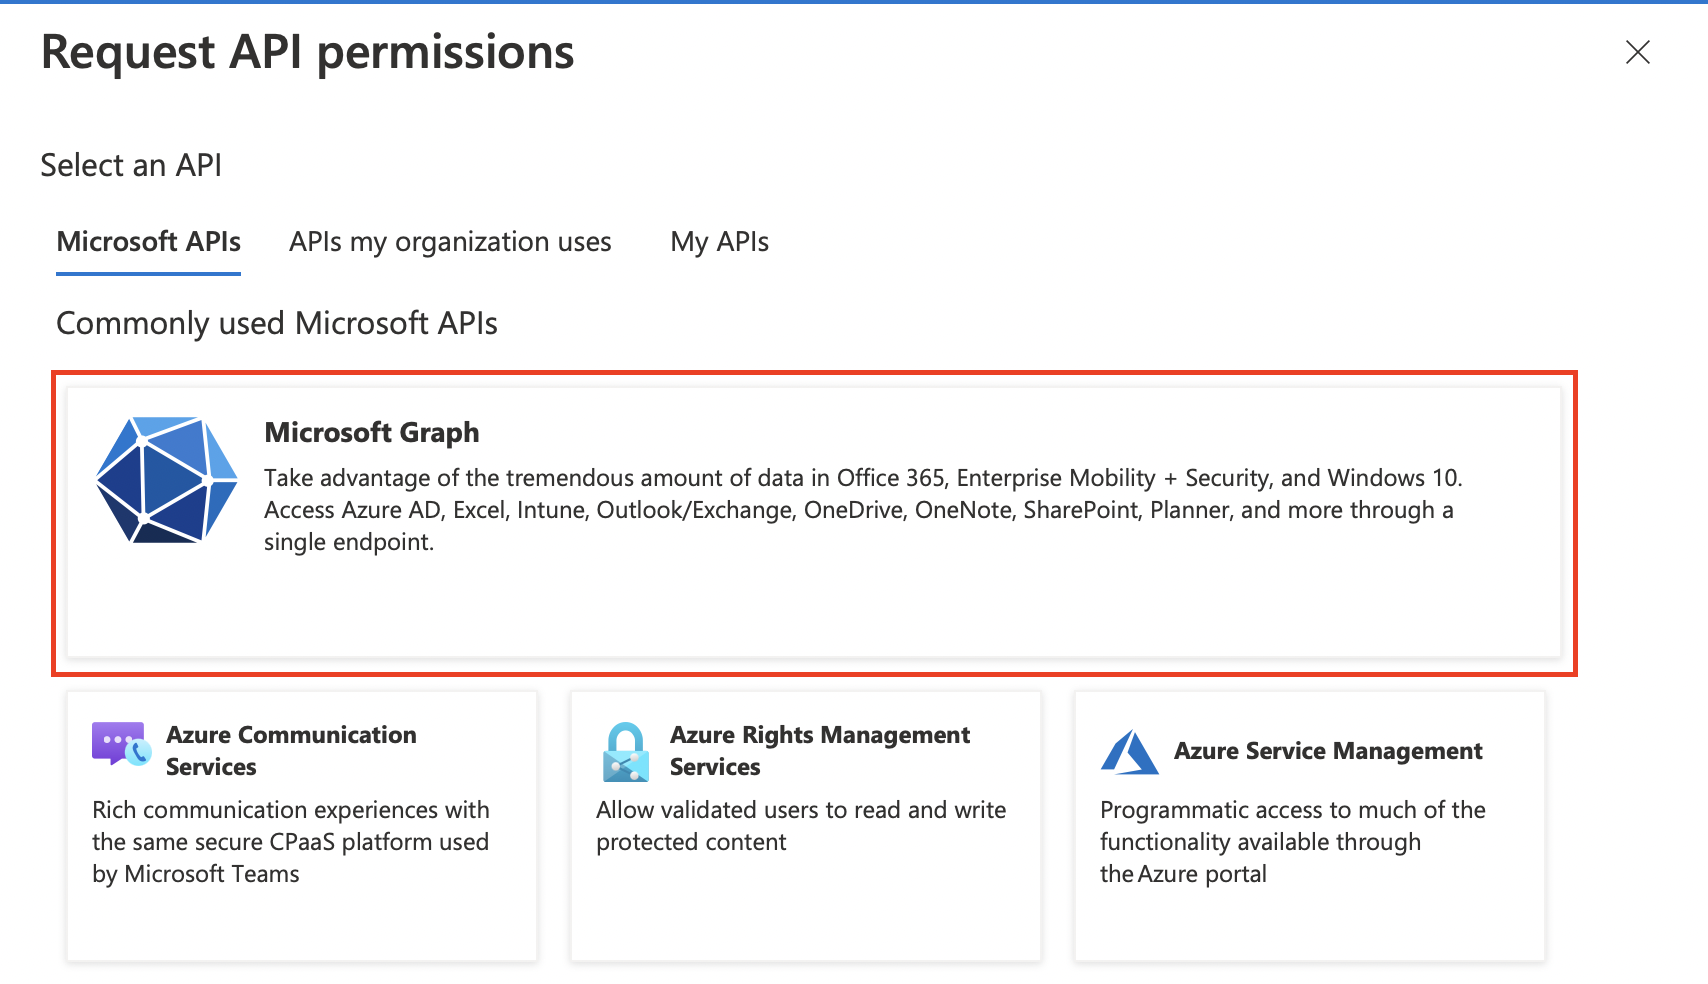 Request API permissions
Select an API
Microsoft APIs
APIs my organization uses
My APIs
Commonly used Microsoft APIs
Microsoft Graph
Take advantage of the tremendous amount of data in Office 365, Enterprise Mobility + Security, and Windows 10.
Access Azure AD, Excel, Intune, Outlook/Exchange, OneDrive, OneNote, SharePoint, Planner, and more through a
single endpoint.
Azure Communication
Services
Rich communication experiences with
the same secure CPaaS platform used
by Microsoft Teams
Azure Rights Management
Services
Allow validated users to read and write
protected content
Azure Service Management
Programmatic access to much of the
functionality available through
the Azure portal